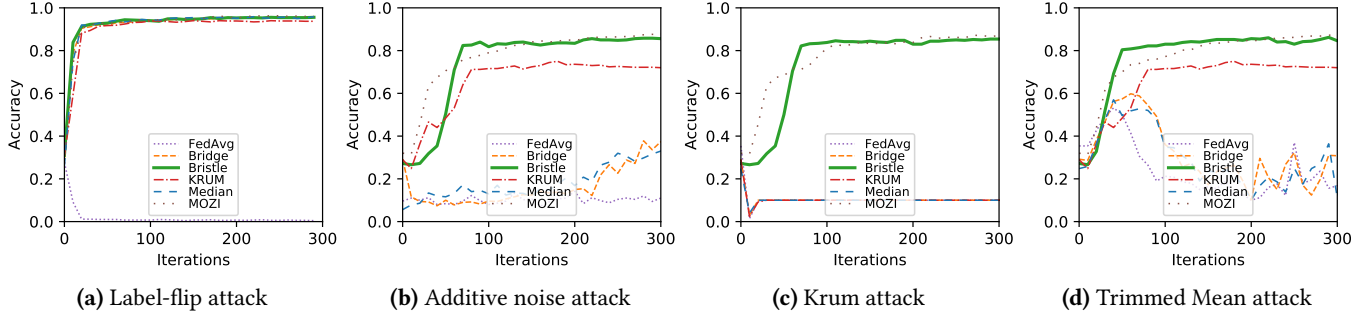 1.0
0.8
0.6
0.4
0.2
0.0
Accuracy
FedAvg
Bridge
Bristle
KRUM
Median
MOZI
0 100 200 300
Iterations
(a) Label-flip attack
1.0
0.8
0.6
0.4
0.2
0.0
Accuracy
FedAvg
Bridge
Bristle
KRUM
Median
MOZI
0 100 200 300
Iterations
(b) Additive noise attack
1.0
0.8
0.6
0.4
0.2
0.0
Accuracy
FedAvg
Bridge
Bristle
KRUM
Median
MOZI
0 100 200 300
Iterations
(c) Krum attack
1.0
0.8
0.6
0.4
0.2
0.0
Accuracy
FedAvg
Bridge
Bristle
KRUM
Median
MOZI
0 100 200 300
Iterations
(d) Trimmed Mean attack